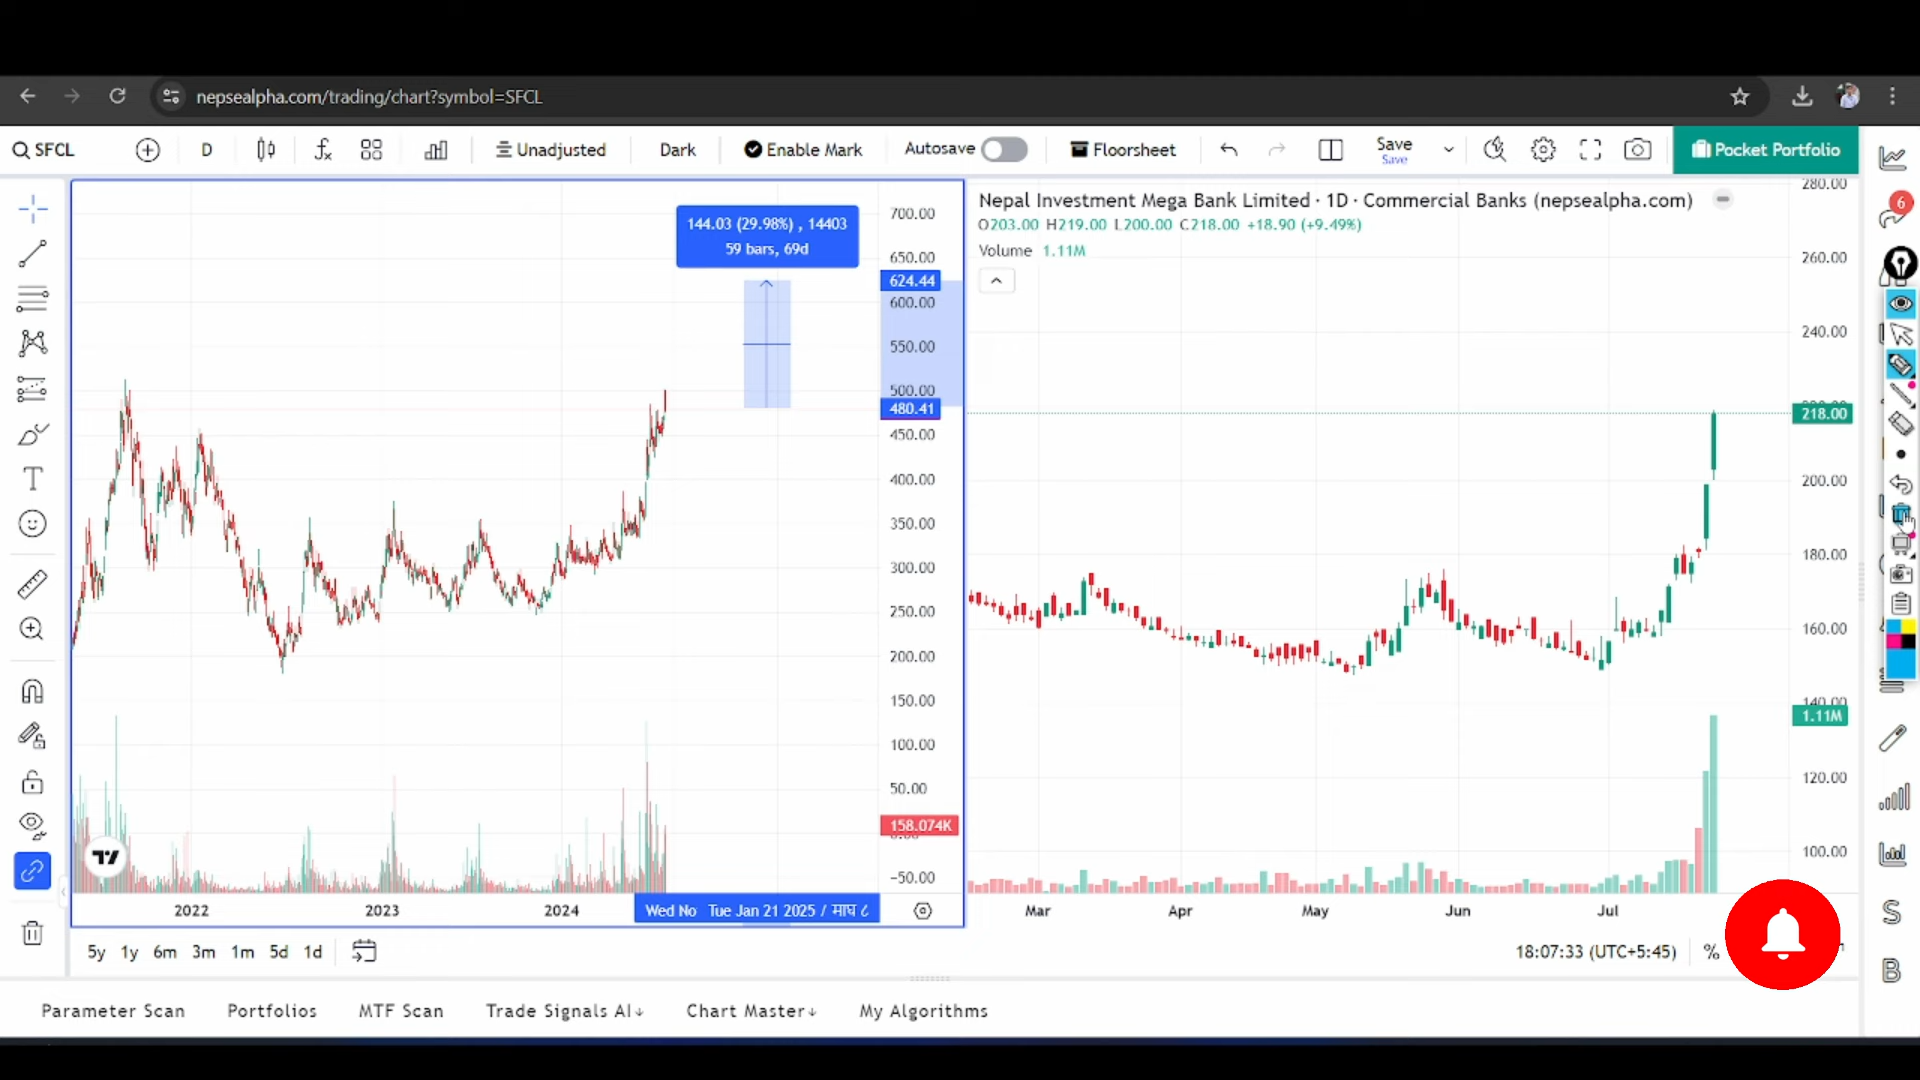 nepsealpha.com/trading/chart?symbol=SFCL
SFCL
D
Unadjusted
Dark
Enable Mark
Autosave
Floorsheet
Save
Save
Pocket Portfolio
6
144.03 (29.98%) , 14403
59 bars, 69d
700.00
650.00
624.44
600.00
550.00
500.00
480.41
450.00
400.00
350.00
300.00
250.00
200.00
150.00
100.00
50.00
158.074K
−50.00
2022
2023
2024
Wed No
Tue Jan 21 2025 / माघ ८
Nepal Investment Mega Bank Limited · 1D · Commercial Banks (nepsealpha.com)
O203.00 H219.00 L200.00 C218.00 +18.90 (+9.49%)
Volume 1.11M
280.00
260.00
240.00
218.00
200.00
180.00
160.00
140.00
1.11M
120.00
100.00
Mar
Apr
May
Jun
Jul
5y 1y 6m 3m 1m 5d 1d
18:07:33 (UTC+5:45)
%
S
B
Parameter Scan
Portfolios
MTF Scan
Trade Signals AI↓
Chart Master↓
My Algorithms